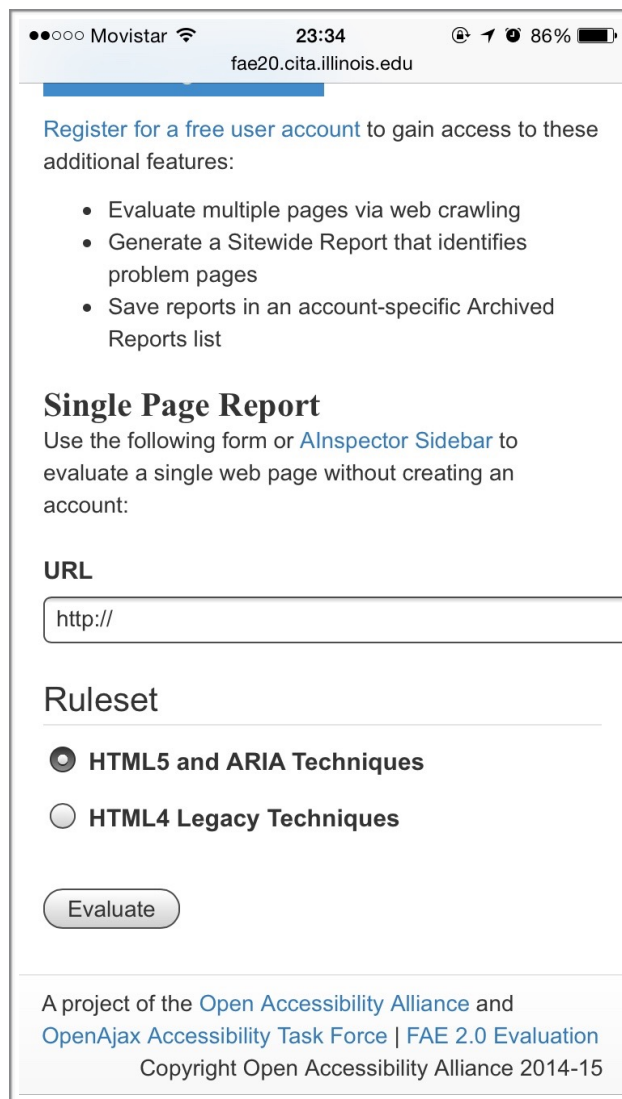 Movistar 23:34 86%
fae20.cita.illinois.edu
Register for a free user account to gain access to these
additional features:
• Evaluate multiple pages via web crawling
• Generate a Sitewide Report that identifies
problem pages
• Save reports in an account-specific Archived
Reports list
Single Page Report
Use the following form or AInspector Sidebar to
evaluate a single web page without creating an
account:
URL
http://
Ruleset
HTML5 and ARIA Techniques
HTML4 Legacy Techniques
Evaluate
A project of the Open Accessibility Alliance and
OpenAjax Accessibility Task Force | FAE 2.0 Evaluation
Copyright Open Accessibility Alliance 2014-15